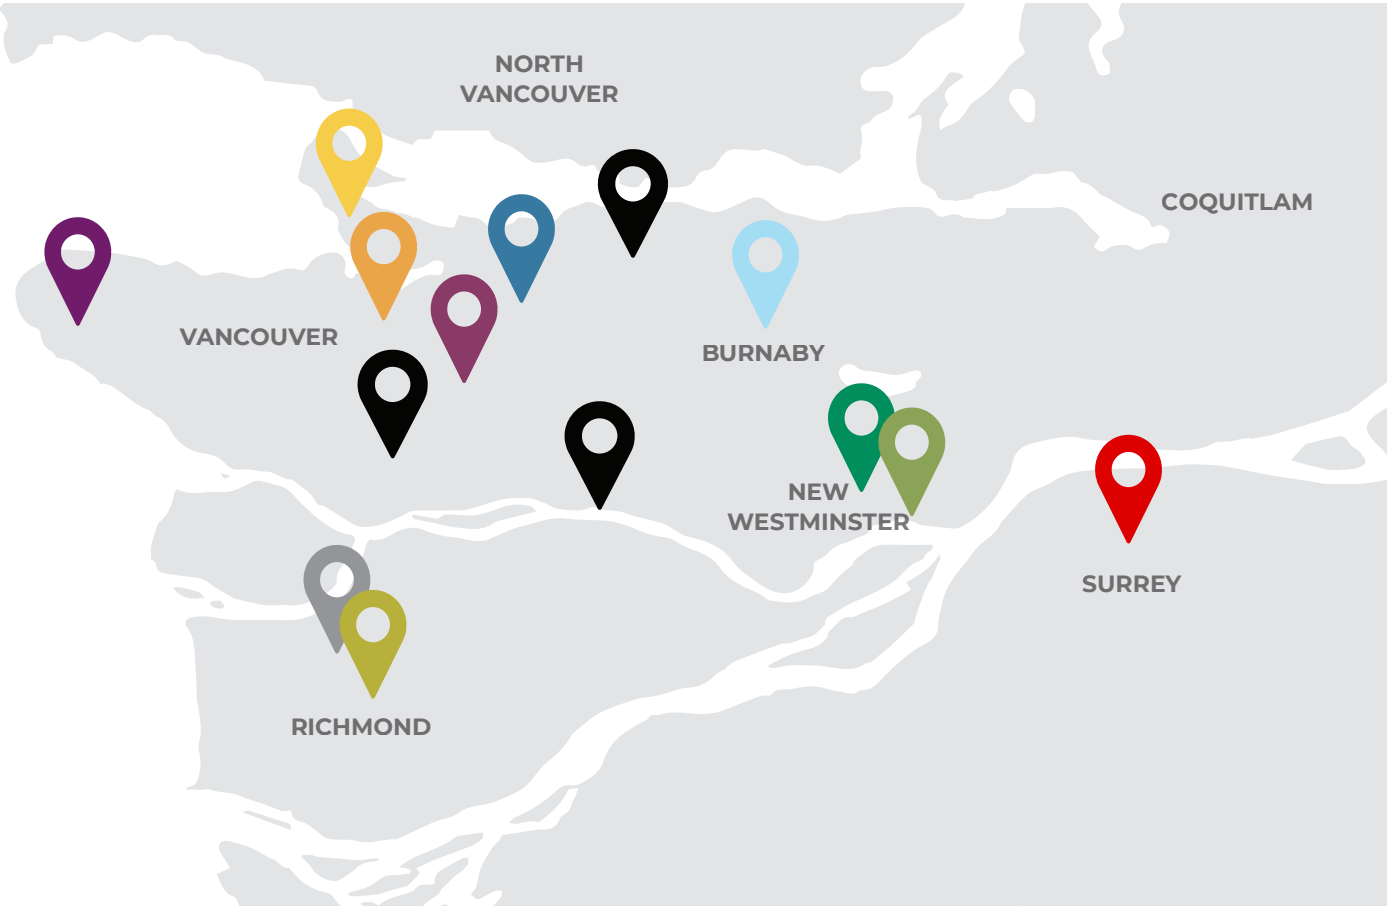 NORTH
VANCOUVER
COQUITLAM
VANCOUVER
BURNABY
NEW
WESTMINSTER
SURREY
RICHMOND